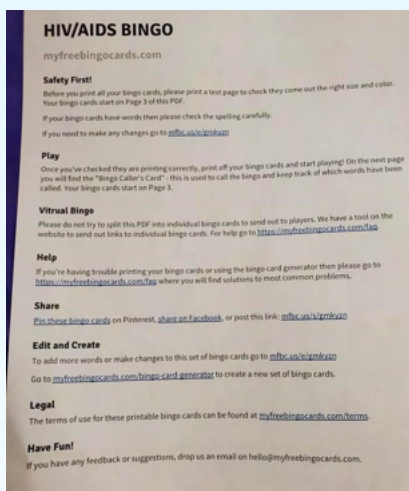 HIV/AIDS BINGO
myfreebingocards.com
Safety First!
Before you print all your bingo cards, please print a test page to check they come out the right size and color.
Your bingo cards start on Page 3 of this PDF.
If your bingo cards have words then please check the spelling carefully.
If you need to make any changes go to mfbc.us/e/gmkyzn
Play
Once you've checked they are printing correctly, print off your bingo cards and start playing! On the next page
you will find the "Bingo Caller's Card" - this is used to call the bingo and keep track of which words have been
called. Your bingo cards start on Page 3.
Vitrual Bingo
Please do not try to split this PDF into individual bingo cards to send out to players. We have a tool on the
website to send out links to individual bingo cards. For help go to https://myfreebingocards.com/faq.
Help
If you're having trouble printing your bingo cards or using the bingo card generator then please go to
https://myfreebingocards.com/faq where you will find solutions to most common problems.
Share
Pin these bingo cards on Pinterest, share on Facebook, or post this link: mfbc.us/s/gmkyzn
Edit and Create
To add more words or make changes to this set of bingo cards go to mfbc.us/e/gmkyzn
Go to myfreebingocards.com/bingo-card-generator to create a new set of bingo cards.
Legal
The terms of use for these printable bingo cards can be found at myfreebingocards.com/terms.
Have Fun!
If you have any feedback or suggestions, drop us an email on hello@myfreebingocards.com.